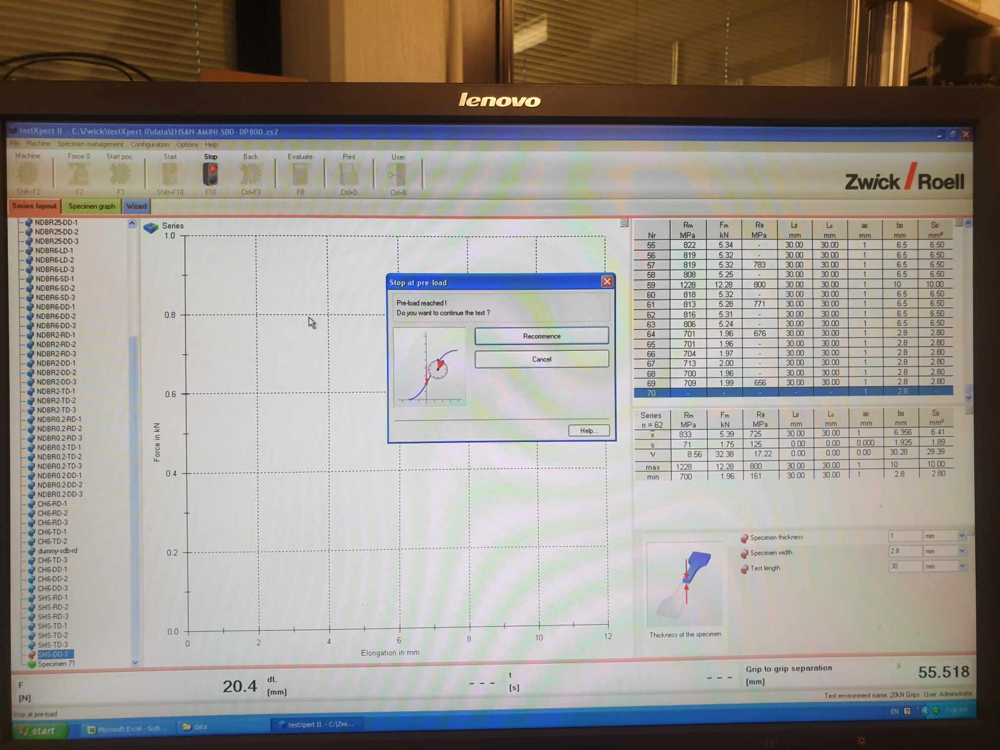 lenovo
testXpert II - C:\Zwick\testXpert II\data\EHSAN-AMINI-SBD- DP800.zs2
File Machine Specimen management Configuration Options Help
Machine Force 0 Start pos. Start Stop Back Evaluate Print User
Shift+F2 F2 F3 Shift+F10 F10 Ctrl+F3 F8 Ctrl+D Ctrl+B
Zwick / Roell
Series layout Specimen graph Wizard
NDBR25-DD-1
NDBR25-DD-2
NDBR25-DD-3
NDBR6-LD-1
NDBR6-LD-2
NDBR6-LD-3
NDBR6-SD-1
NDBR6-SD-2
NDBR6-SD-3
NDBR6-DD-1
NDBR6-DD-2
NDBR6-DD-3
NDBR2-RD-1
NDBR2-RD-2
NDBR2-RD-3
NDBR2-DD-1
NDBR2-DD-2
NDBR2-DD-3
NDBR2-TD-1
NDBR2-TD-2
NDBR2-TD-3
NDBR0.2-RD-1
NDBR0.2-RD-2
NDBR0.2-RD-3
NDBR0.2-TD-1
NDBR0.2-TD-2
NDBR0.2-TD-3
NDBR0.2-DD-1
NDBR0.2-DD-2
NDBR0.2-DD-3
CH6-RD-1
CH6-RD-2
CH6-RD-3
CH6-TD-1
CH6-TD-2
dummy-sdb-rd
CH6-TD-3
CH6-DD-1
CH6-DD-2
CH6-DD-3
SHS-RD-1
SHS-RD-2
SHS-RD-3
SHS-TD-1
SHS-TD-2
SHS-TD-3
SHS-DD-1
Specimen 71
Series
1.0
0.8
0.6
0.4
0.2
0.0
Force in kN
0 2 4 6 8 10 12
Elongation in mm
Stop at pre-load
Pre-load reached !
Do you want to continue the test ?
Recommence
Cancel
Help...
Rm Fm RB L0 Lc a0 b0 S0
Nr MPa kN MPa mm mm mm mm mm²
55 822 5.34 - 30.00 30.00 1 6.5 6.50
56 819 5.32 - 30.00 30.00 1 6.5 6.50
57 819 5.32 783 30.00 30.00 1 6.5 6.50
58 808 5.25 - 30.00 30.00 1 6.5 6.50
59 1228 12.28 800 30.00 30.00 1 10 10.00
60 818 5.32 - 30.00 30.00 1 6.5 6.50
61 813 5.28 771 30.00 30.00 1 6.5 6.50
62 816 5.31 - 30.00 30.00 1 6.5 6.50
63 806 5.24 - 30.00 30.00 1 6.5 6.50
64 701 1.96 676 30.00 30.00 1 2.8 2.80
65 701 1.96 - 30.00 30.00 1 2.8 2.80
66 704 1.97 - 30.00 30.00 1 2.8 2.80
67 713 2.00 - 30.00 30.00 1 2.8 2.80
68 700 1.96 - 30.00 30.00 1 2.8 2.80
69 709 1.99 656 30.00 30.00 1 2.8 2.80
70 - - - - - 1 2.8 -
Series Rm Fm RB L0 Lc a0 b0 S0
n = 62 MPa kN MPa mm mm mm mm mm²
x̄ 833 5.39 725 30.00 30.00 1 6.356 6.41
s 71 1.75 125 0.00 0.00 0.000 1.925 1.89
ν 8.56 32.38 17.22 0.00 0.00 0.00 30.28 29.39
max 1228 12.28 800 30.00 30.00 1 10 10.00
min 700 1.96 161 30.00 30.00 1 2.8 2.80
Specimen thickness 1 mm
Specimen width 2.8 mm
Test length 30 mm
Thickness of the specimen
F [N] 20.4
dL [mm] ---
t [s] ---
Grip to grip separation [mm] 55.518
Test environment name: 20kN Grips User: Administrator
Stop at pre-load
start Microsoft Excel - data testXpert II - C:\Zwi... EN